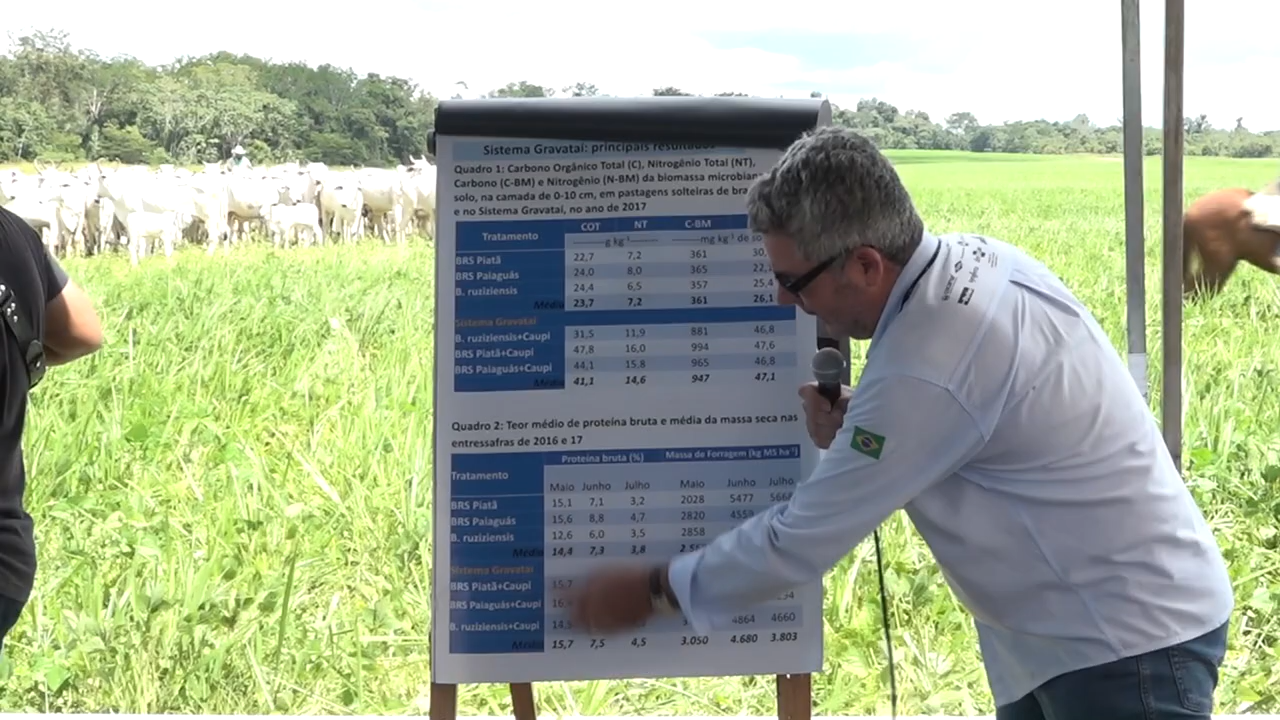 Sistema Gravataí: principais resultados
Quadro 1: Carbono Orgânico Total (C), Nitrogênio Total (NT),
Carbono (C-BM) e Nitrogênio (N-BM) da biomassa
solo, na camada de 0-10 cm, em pastagens solteiras de
e no Sistema Gravataí, no ano de 2017
Tratamento COT NT C-BM
g kg-1 mg kg-1 de
BRS Piatã 22,7 7,2 361
BRS Paiaguás 24,0 8,0 365
B. ruziziensis 24,4 6,5 357 25,4
Média 23,7 7,2 361 26,1
Sistema Gravataí
B. ruziziensis+Caupi 31,5 11,9 881 46,8
BRS Piatã+Caupi 47,8 16,0 994 47,6
BRS Paiaguás+Caupi 44,1 15,8 965 46,8
Média 41,1 14,6 947 47,1
Quadro 2: Teor médio de proteína bruta e média da massa seca nas
entressafras de 2016 e 17
Tratamento Proteína bruta (%) Massa de Forragem (kg MS ha-1)
Maio Junho Julho Maio Junho Julho
BRS Piatã 15,1 7,1 3,2 2028 5477
BRS Paiaguás 15,6 8,8 4,7 2820
B. ruziziensis 12,6 6,0 3,5 2858
Média 14,4 7,3 3,8
Sistema Gravataí
BRS Piatã+Caupi 15,7
BRS Paiaguás+Caupi
B. ruziziensis+Caupi 4864 4660
Média 15,7 7,5 4,5 3.050 4.680 3.803